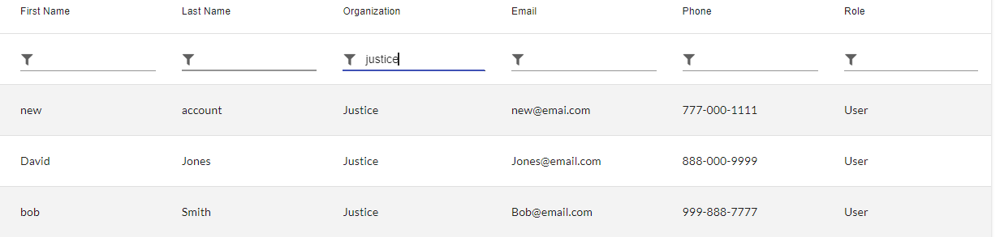 First Name Last Name Organization Email Phone Role
justice
new account Justice new@emai.com 777-000-1111 User
David Jones Justice Jones@email.com 888-000-9999 User
bob Smith Justice Bob@email.com 999-888-7777 User